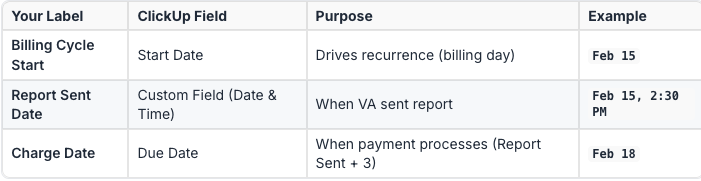 Your Label ClickUp Field Purpose Example
Billing Cycle
Start
Start Date
Drives recurrence (billing day)
Feb 15
Report Sent
Date
Custom Field (Date &
Time)
When VA sent report
Feb 15, 2:30
PM
Charge Date
Due Date
When payment processes (Report
Sent + 3)
Feb 18